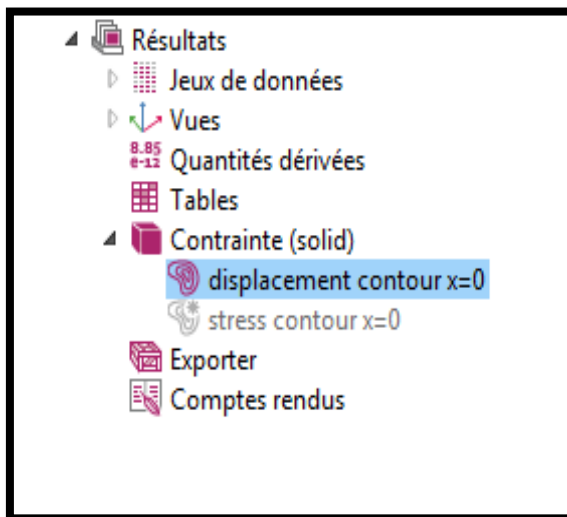 Résultats
Jeux de données
Vues
8.85
e-12 Quantités dérivées
Tables
Contrainte (solid)
displacement contour x=0
stress contour x=0
Exporter
Comptes rendus